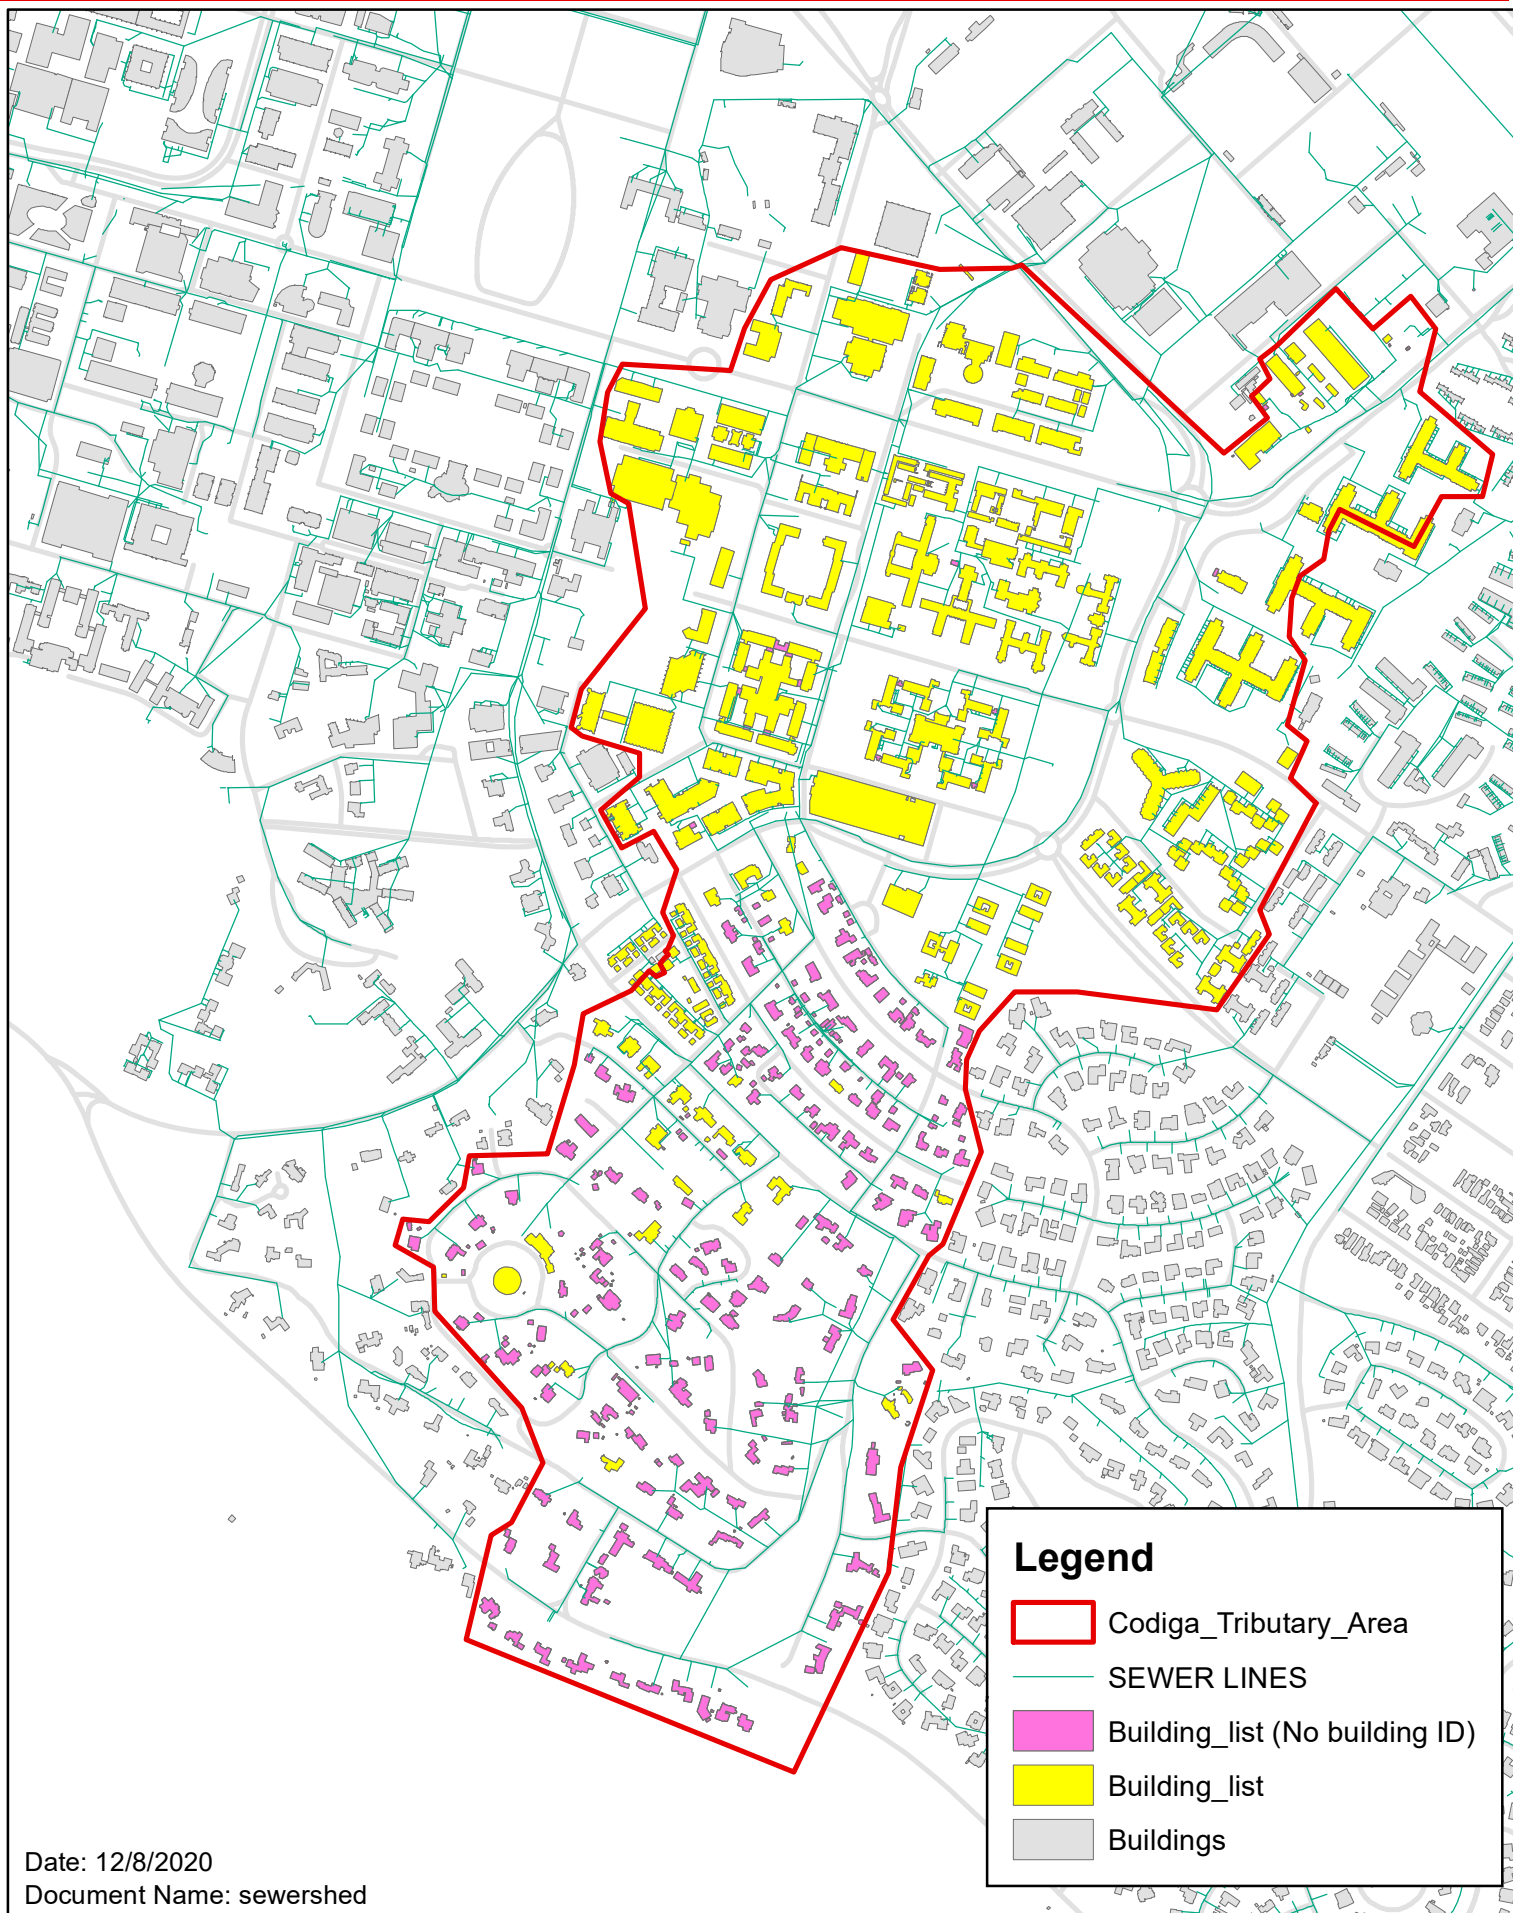 Legend
Codiga_Tributary_Area
SEWER LINES
Building_list (No building ID)
Building_list
Buildings
Date: 12/8/2020
Document Name: sewershed